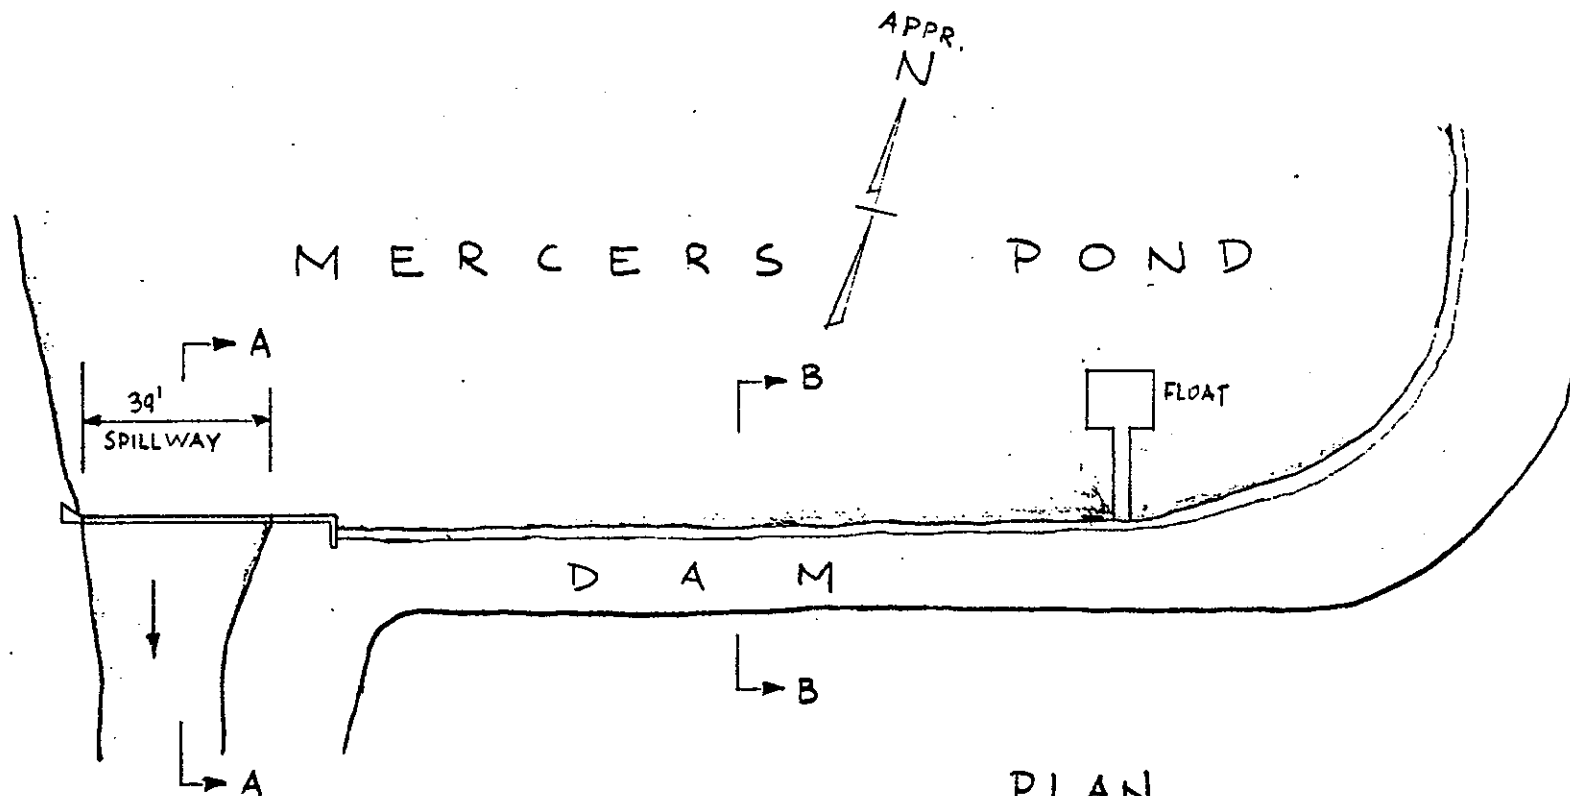 APPR.
N
MERCERS POND
A
B
39'
SPILLWAY
FLOAT
DAM
B
A
PLAN